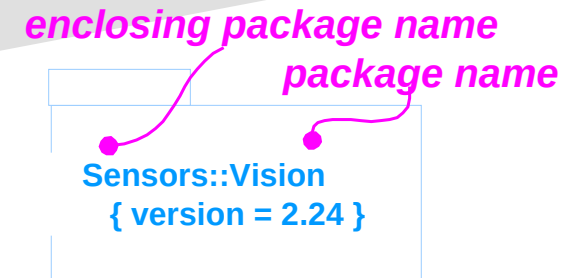 enclosing package name
package name
Sensors::Vision
{ version = 2.24 }